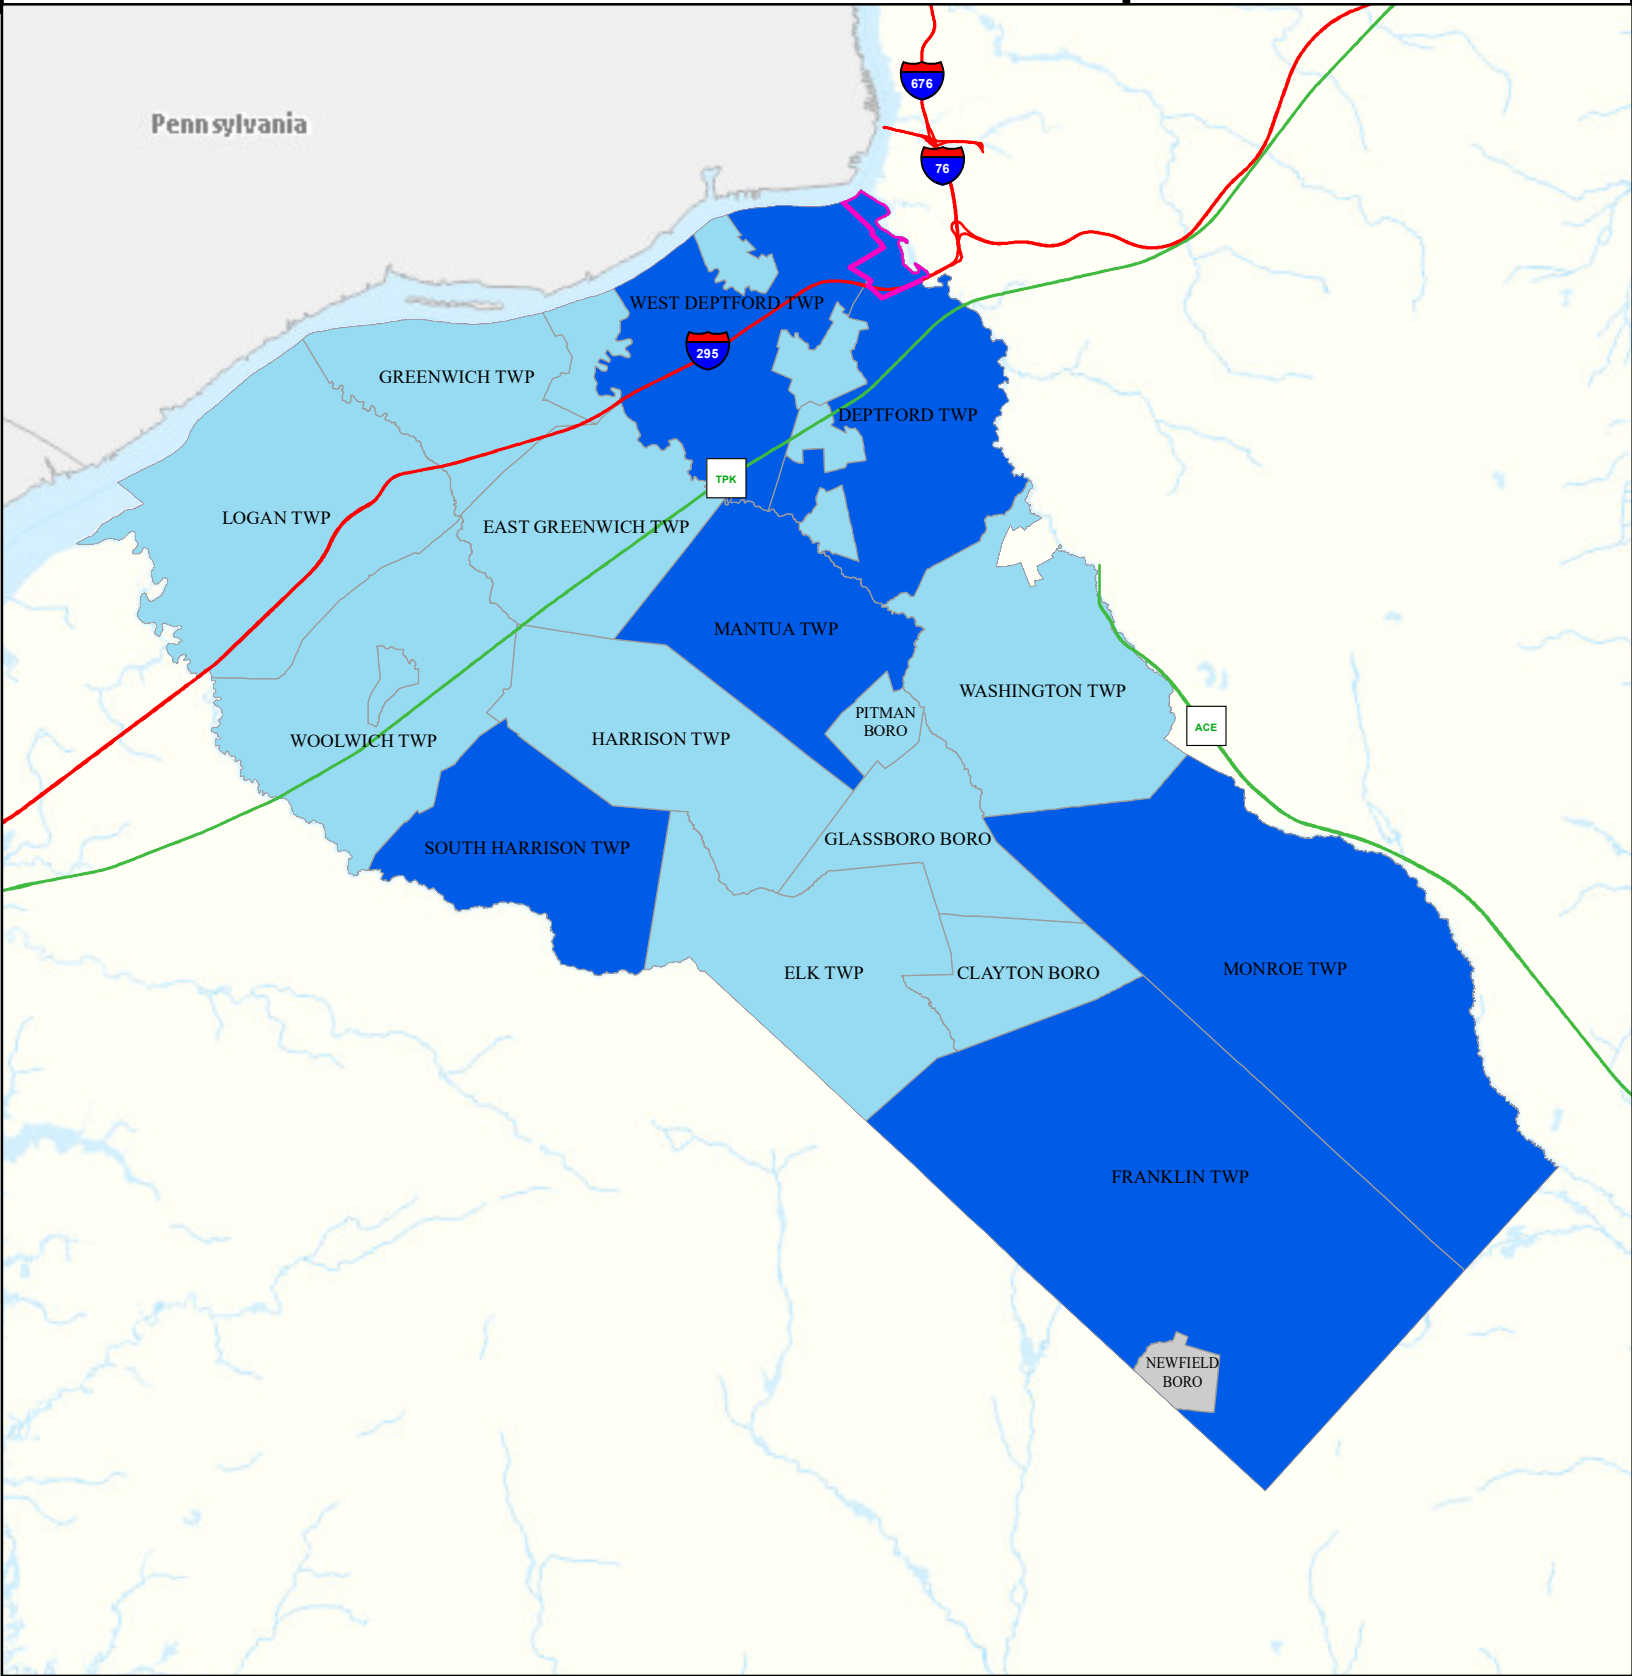 676
Pennsylvania
76
WEST DEPTFORD TWP
295
GREENWICH TWP
DEPTFORD TWP
TPK
LOGAN TWP
EAST GREENWICH TWP
MANTUA TWP
WASHINGTON TWP
PITMAN
BORO
ACE
WOOLWICH TWP
HARRISON TWP
GLASSBORO BORO
SOUTH HARRISON TWP
ELK TWP
CLAYTON BORO
MONROE TWP
FRANKLIN TWP
NEWFIELD
BORO